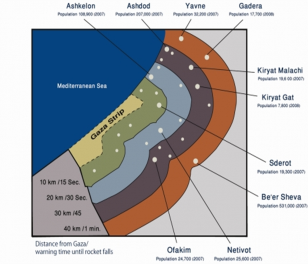 Ashkelon
Population 108,900 (2007)
Ashdod
Population 207,000 (2007)
Yavne
Population 32,200 (2007)
Gadera
Population 17,700 (2006)
Mediterranean Sea
Kiryat Malachi
Kiryat Gat
Gaza Strip
Sderot
Population 19,300 (2007)
Be'er Sheva
Population 531,000 (2007)
10 km /15 Sec.
20 km /30 Sec.
30 km /45
40 km / 1 min.
Distance from Gaza/
warning time until rocket falls
Ofakim
Population 24,700 (2007)
Netivot
Population 25,600 (2007)